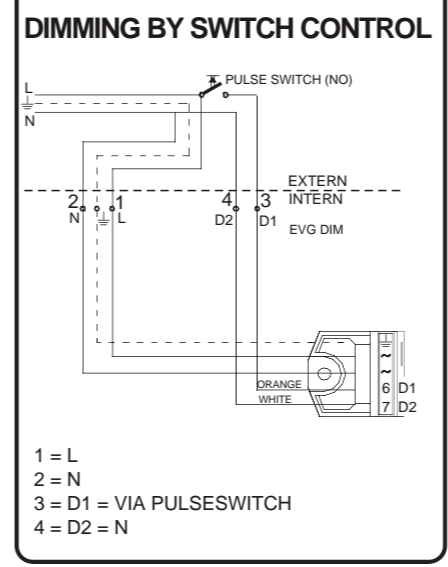 DIMMING BY SWITCH CONTROL
PULSE SWITCH (NO)
L
N
EXTERN
2 1 4 3 INTERN
N L D2 D1
EVG DIM
~
~
ORANGE 6 D1
WHITE 7 D2
1 = L
2 = N
3 = D1 = VIA PULSESWITCH
4 = D2 = N